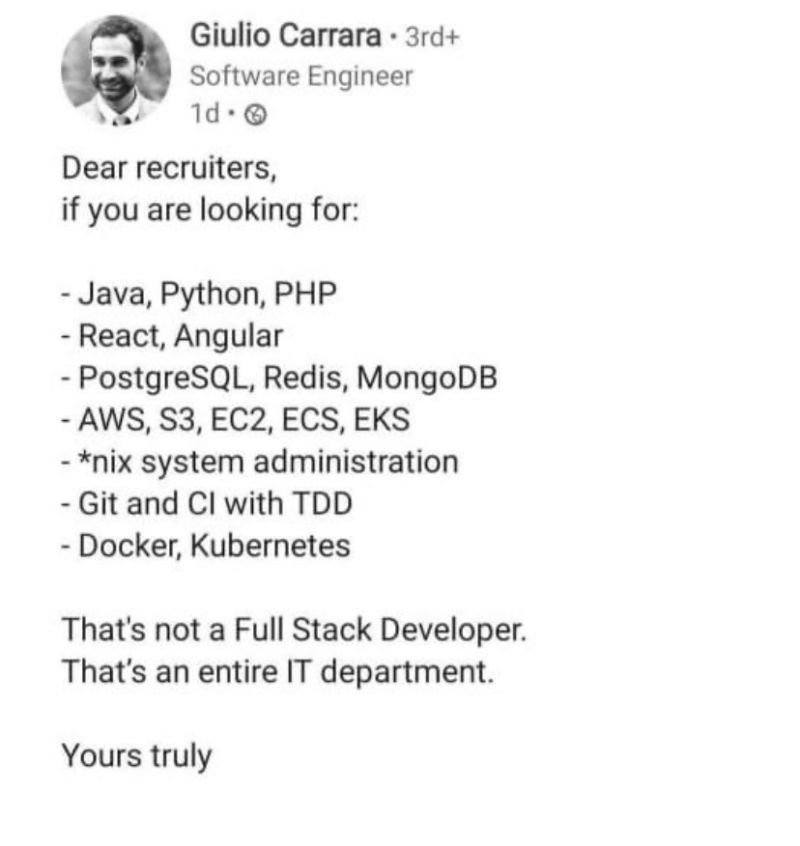 Giulio Carrara • 3rd+
Software Engineer
1d •
Dear recruiters,
if you are looking for:
- Java, Python, PHP
- React, Angular
- PostgreSQL, Redis, MongoDB
- AWS, S3, EC2, ECS, EKS
- *nix system administration
- Git and CI with TDD
- Docker, Kubernetes
That's not a Full Stack Developer.
That's an entire IT department.
Yours truly